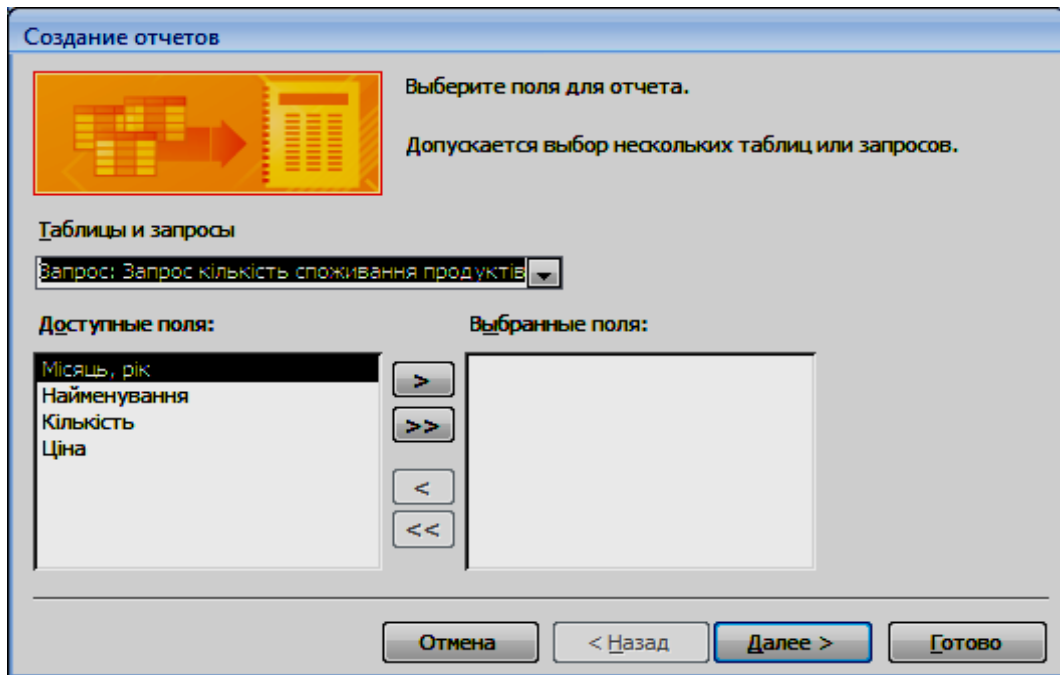 Создание отчетов
Выберите поля для отчета.
Допускается выбор нескольких таблиц или запросов.
Таблицы и запросы
Запрос: Запрос кількість споживання продуктів
Доступные поля:
Выбранные поля:
Місяць, рік
Найменування
Кількість
Ціна
>
>>
<
<<
Отмена
< Назад
Далее >
Готово